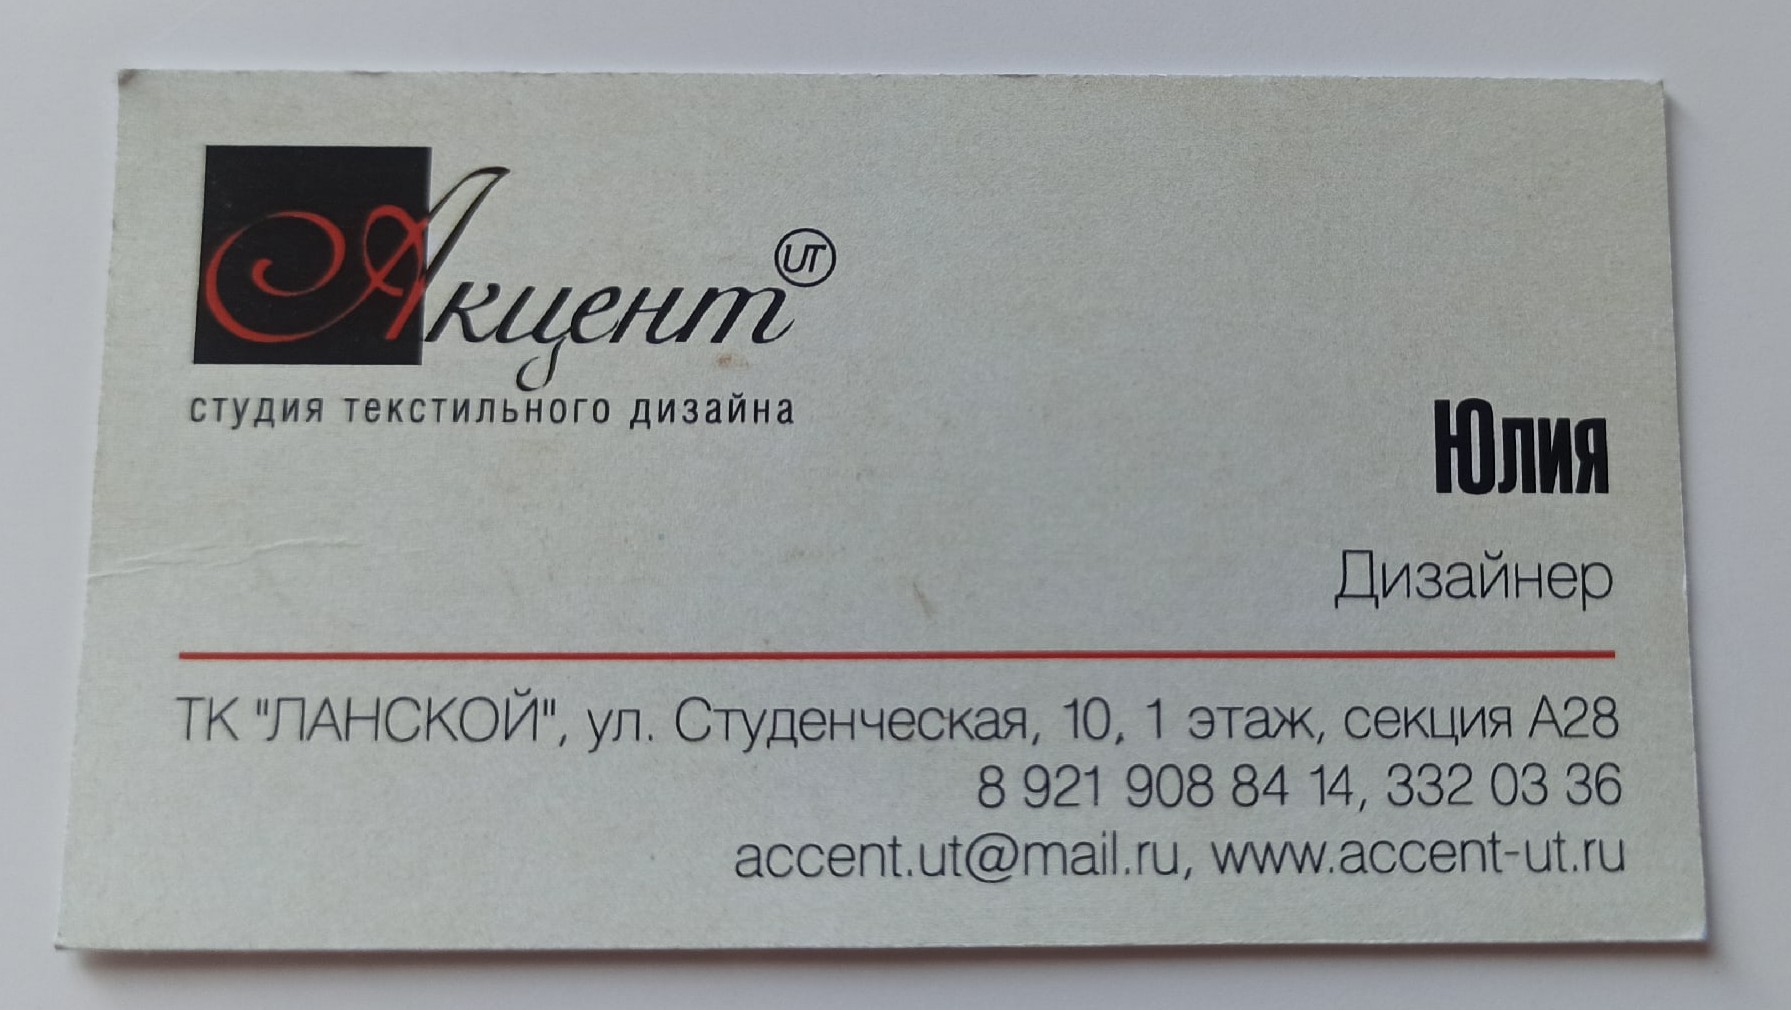 Акцент UT
студия текстильного дизайна
Юлия
Дизайнер
ТК "ЛАНСКОЙ", ул. Студенческая, 10, 1 этаж, секция А28
8 921 908 84 14, 332 03 36
accent.ut@mail.ru, www.accent-ut.ru